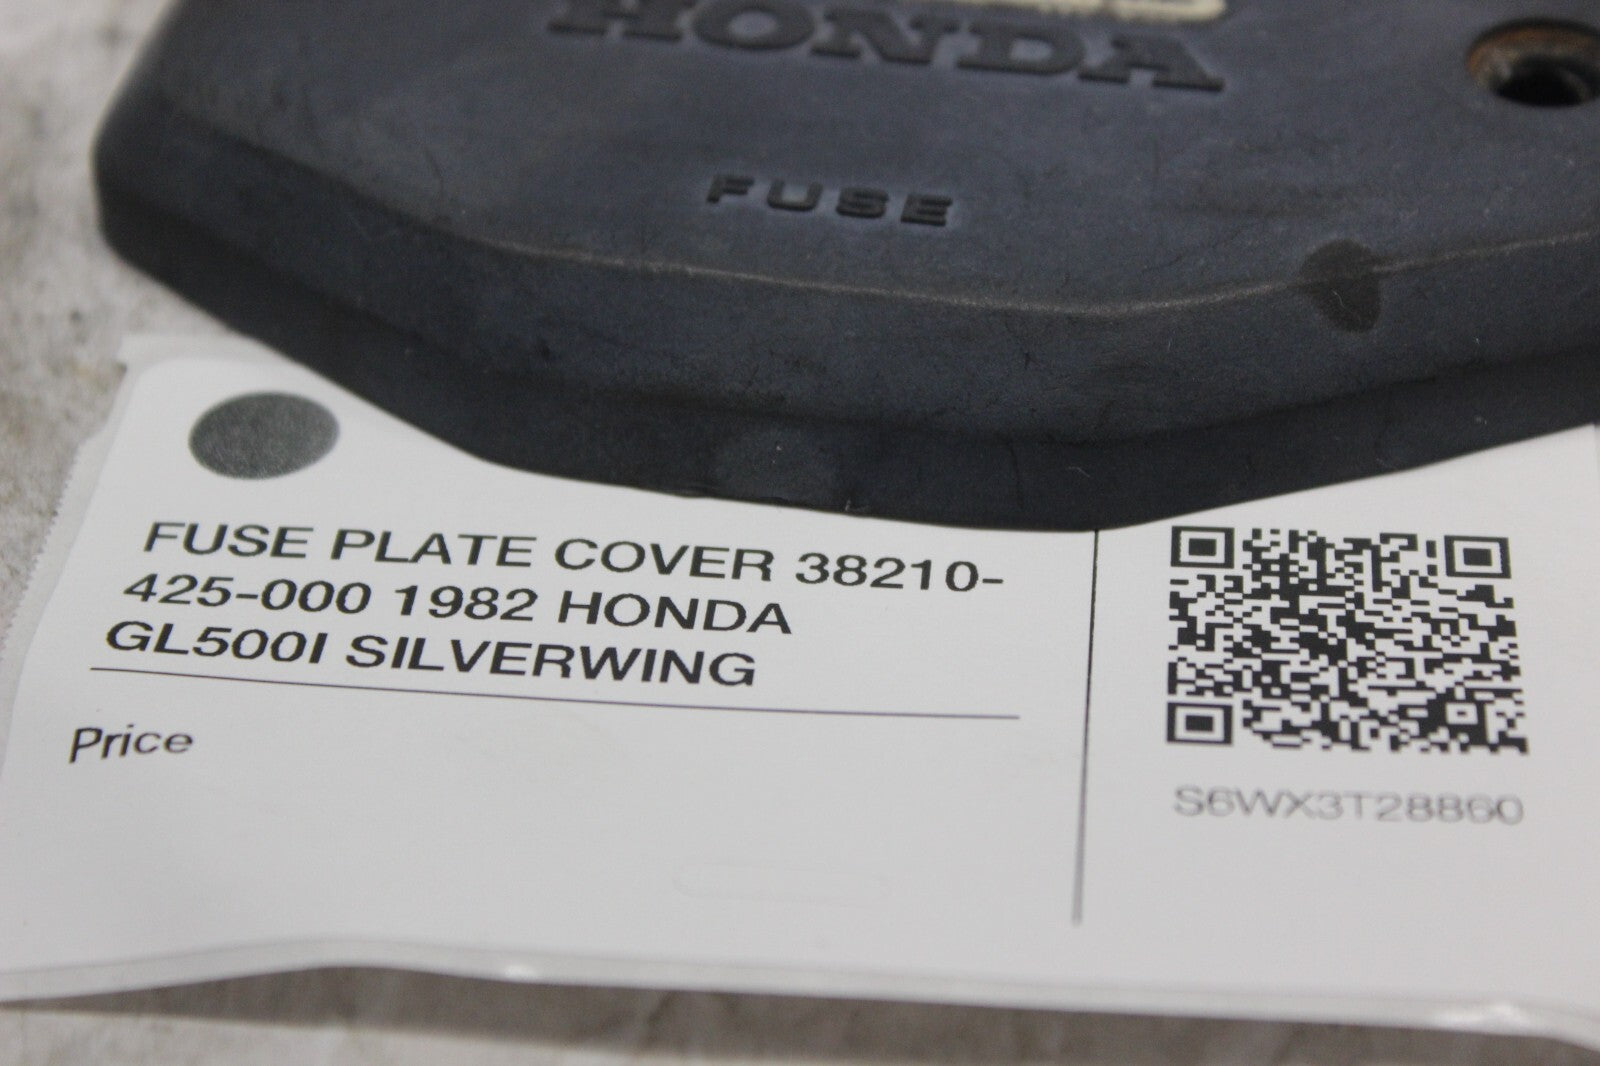 HONDA
FUSE
FUSE PLATE COVER 38210-
425-000 1982 HONDA
GL500I SILVERWING
Price
S6WX3T28860